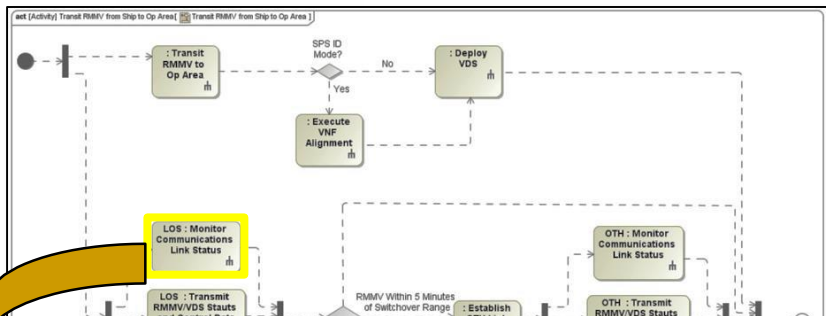 act [Activity] Transit RMMV from Ship to Op Area[ Transit RMMV from Ship to Op Area ]
: Transit
RMMV to
Op Area
SPS ID
Mode?
No
Yes
: Deploy
VDS
: Execute
VNF
Alignment
LOS : Monitor
Communications
Link Status
OTH : Monitor
Communications
Link Status
LOS : Transmit
RMMV/VDS Stauts
RMMV Within 5 Minutes
of Switchover Range
: Establish
OTH : Transmit
RMMV/VDS Stauts